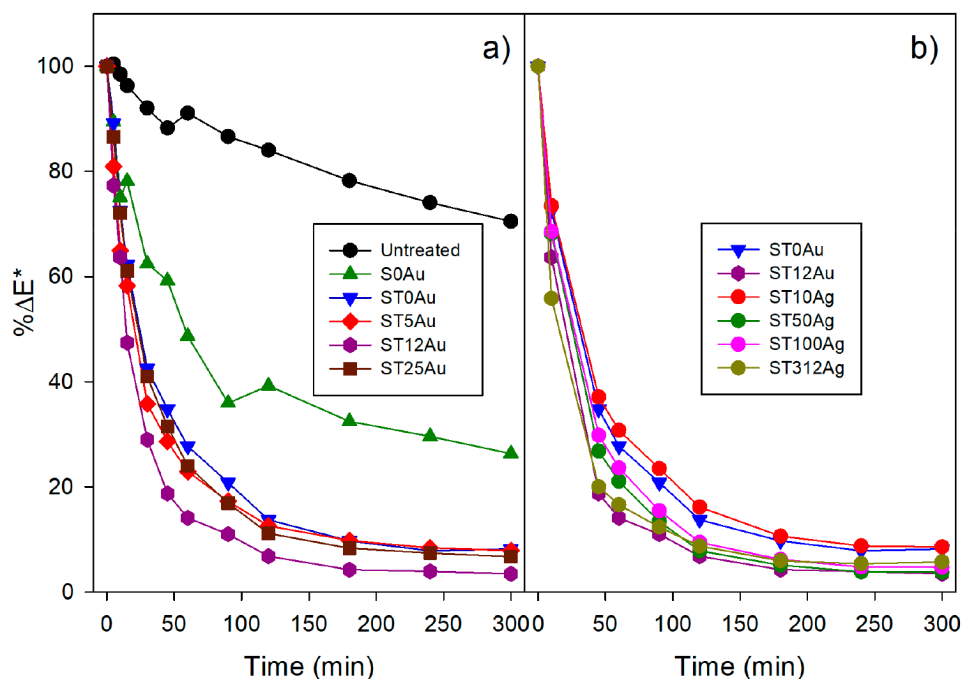 a)
b)
100
80
60
40
20
0
%ΔE*
Untreated
S0Au
ST0Au
ST5Au
ST12Au
ST25Au
ST0Au
ST12Au
ST10Ag
ST50Ag
ST100Ag
ST312Ag
0 50 100 150 200 250 300
0 50 100 150 200 250 300
Time (min)
Time (min)